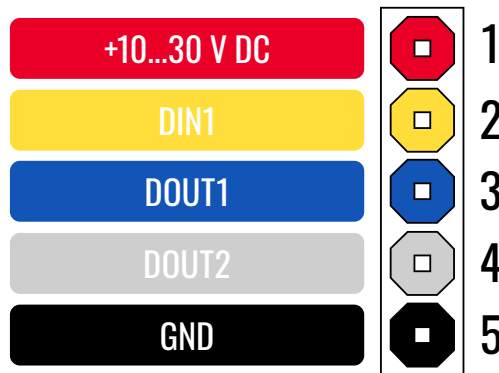 +10...30 V DC 1
DIN1 2
DOUT1 3
DOUT2 4
GND 5